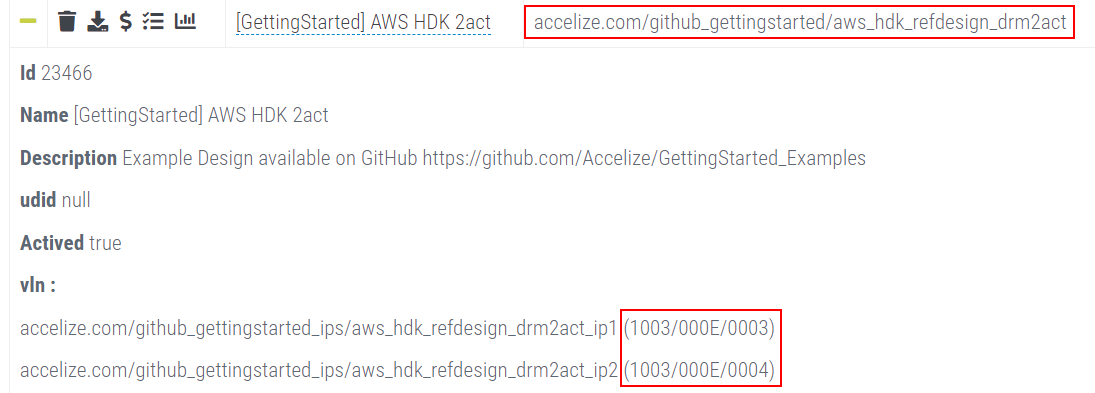 [GettingStarted] AWS HDK 2act accelize.com/github_gettingstarted/aws_hdk_refdesign_drm2act
Id 23466
Name [GettingStarted] AWS HDK 2act
Description Example Design available on GitHub https://github.com/Accelize/GettingStarted_Examples
udid null
Actived true
vln :
accelize.com/github_gettingstarted_ips/aws_hdk_refdesign_drm2act_ip1 (1003/000E/0003)
accelize.com/github_gettingstarted_ips/aws_hdk_refdesign_drm2act_ip2 (1003/000E/0004)